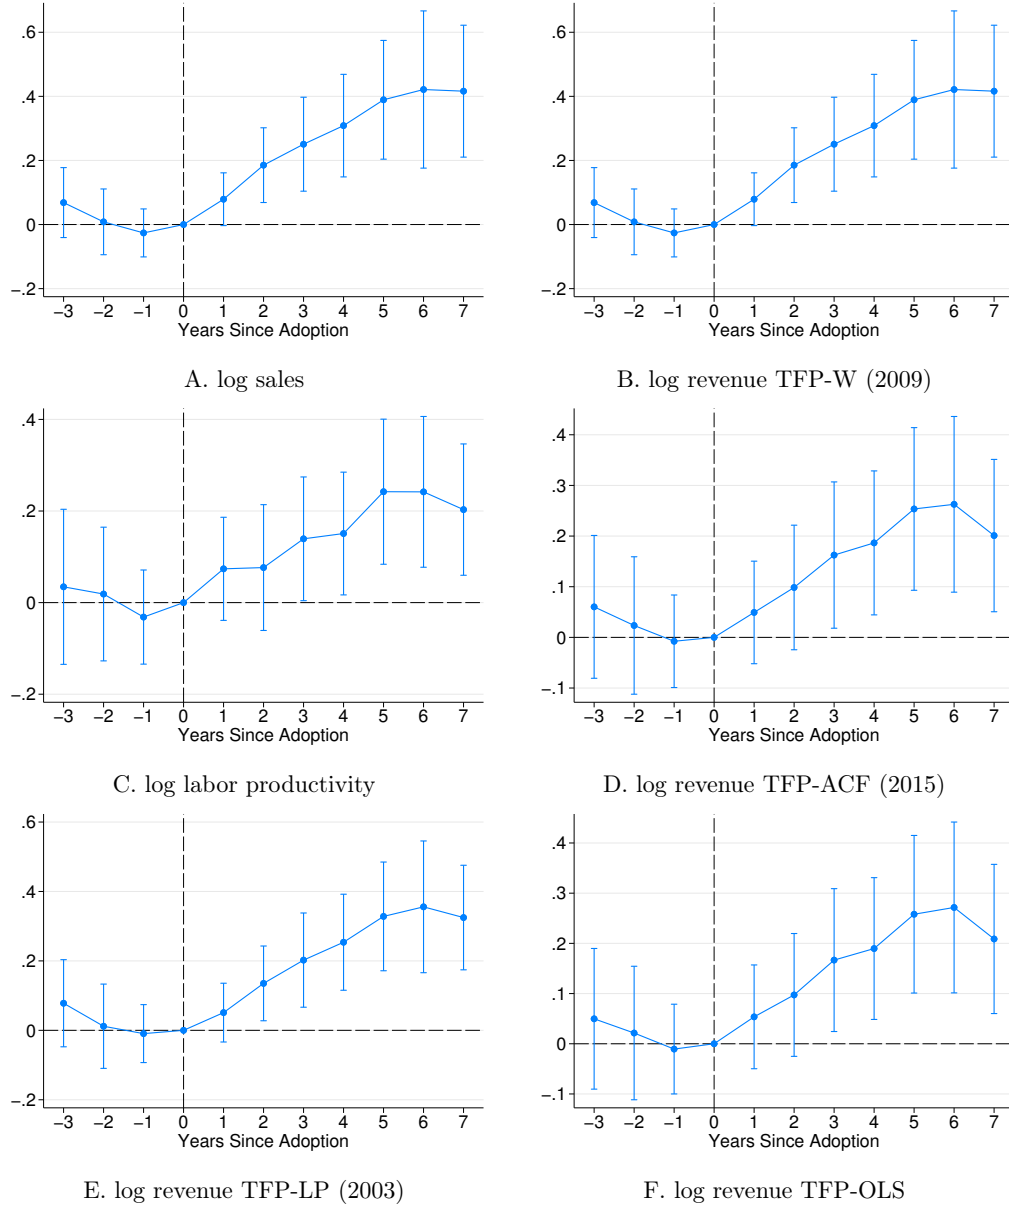 .6
.4
.2
0
−.2
−3 −2 −1 0 1 2 3 4 5 6 7
Years Since Adoption
A. log sales
.6
.4
.2
0
−.2
−3 −2 −1 0 1 2 3 4 5 6 7
Years Since Adoption
B. log revenue TFP-W (2009)
.4
.2
0
−.2
−3 −2 −1 0 1 2 3 4 5 6 7
Years Since Adoption
C. log labor productivity
.4
.3
.2
.1
0
−.1
−3 −2 −1 0 1 2 3 4 5 6 7
Years Since Adoption
D. log revenue TFP-ACF (2015)
.6
.4
.2
0
−.2
−3 −2 −1 0 1 2 3 4 5 6 7
Years Since Adoption
E. log revenue TFP-LP (2003)
.4
.3
.2
.1
0
−.1
−3 −2 −1 0 1 2 3 4 5 6 7
Years Since Adoption
F. log revenue TFP-OLS